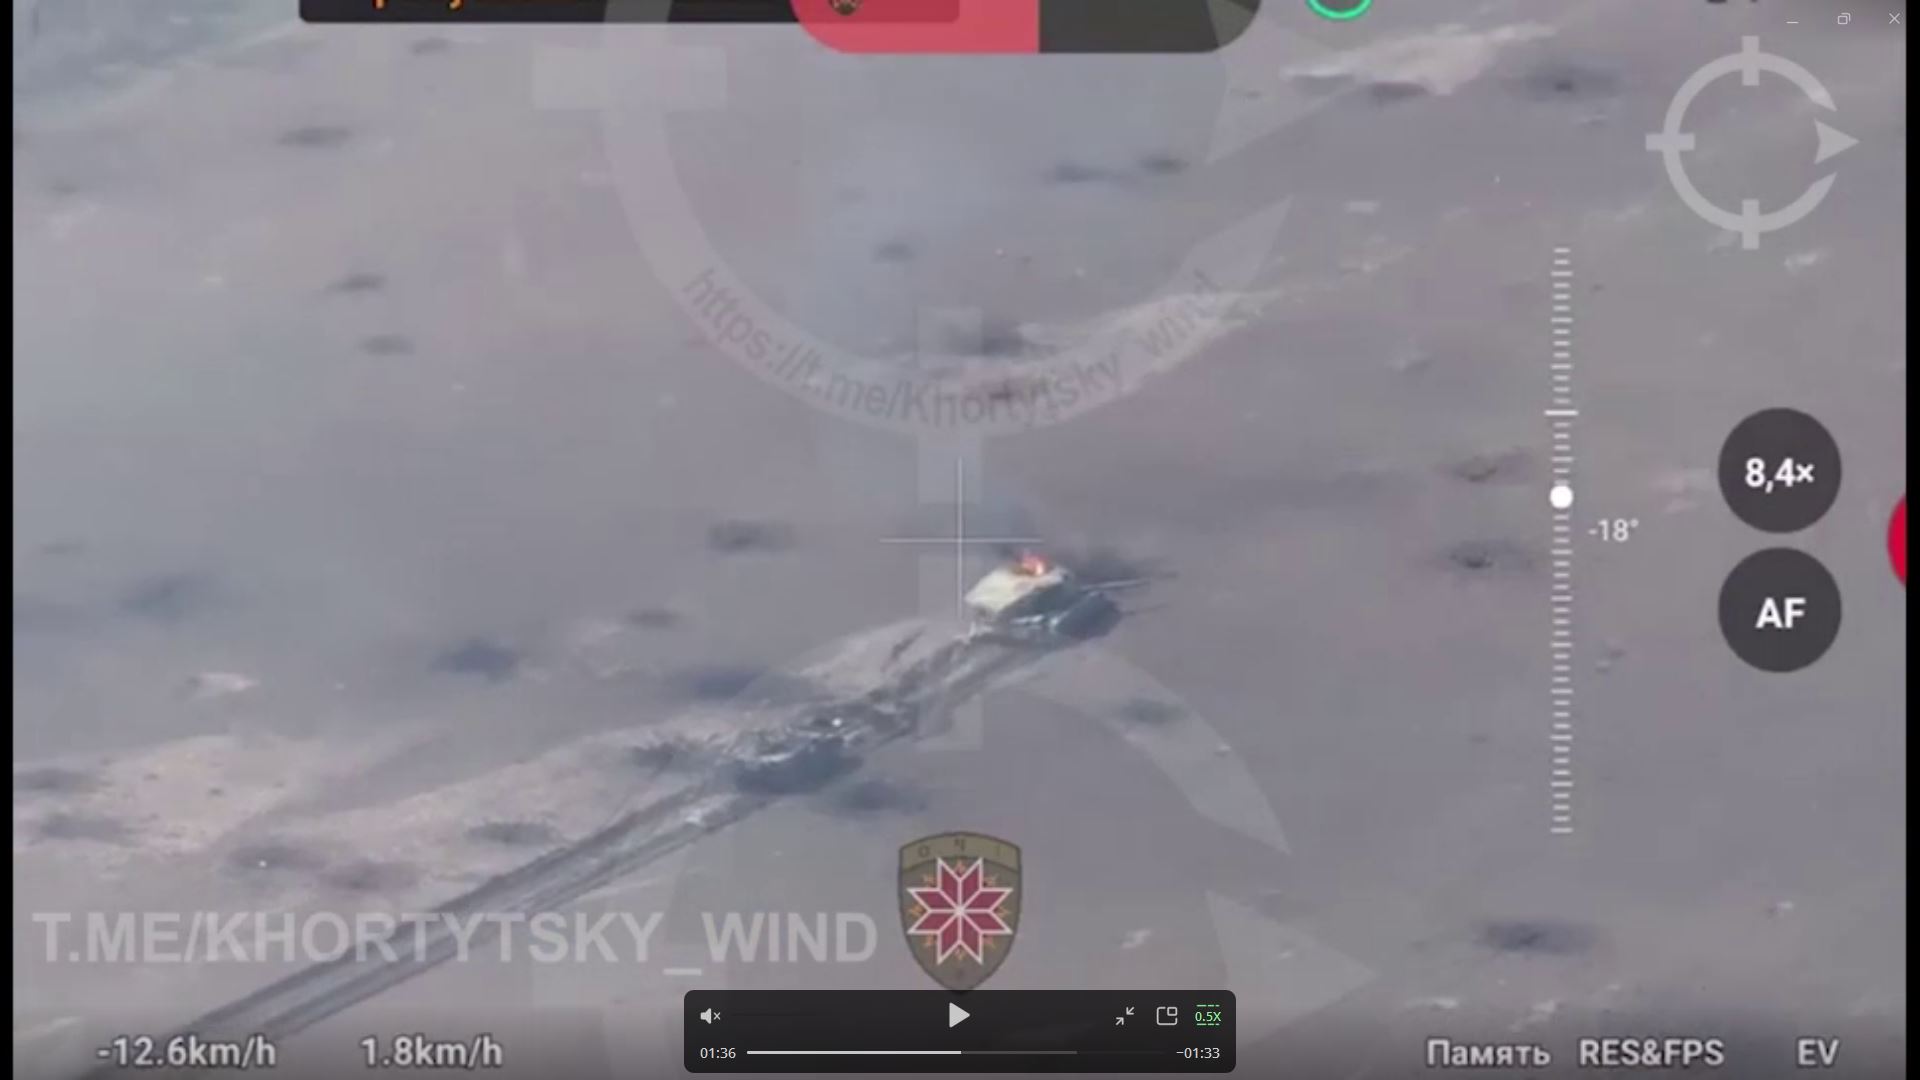 https://t.me/Khortytsky_wind
8,4×
-18°
AF
О Ч І
T.ME/KHORTYTSKY_WIND
0.5X
01:36
−01:33
-12.6km/h
1.8km/h
Память
RES&FPS
EV